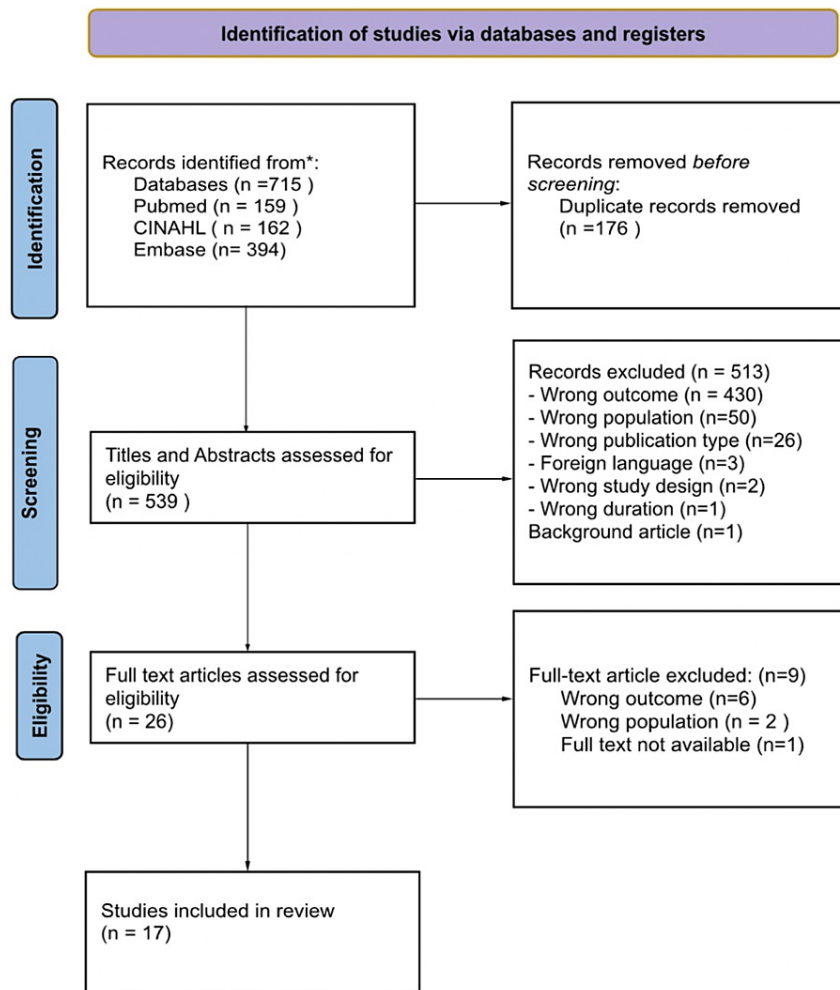 Identification of studies via databases and registers
Identification
Records identified from*:
Databases (n =715 )
Pubmed = 159 )
CINAHL ( n = 162 )
Embase (n= 394)
Records removed before
screening:
Duplicate records removed
(n =176 )
Screening
Titles and Abstracts assessed for
eligibility
(n = 539 )
Records excluded (n = 513)
- Wrong outcome (n = 430)
- Wrong population (n=50)
- Wrong publication type (n=26)
- Foreign language (n=3)
- Wrong study design (n=2)
- Wrong duration (n=1)
Background article (n=1)
Eligibility
Full text articles assessed for
eligibility
(n = 26)
Full-text article excluded: (n=9)
Wrong outcome (n=6)
Wrong population (n = 2 )
Full text not available (n=1)
Studies included in review
(n = 17)